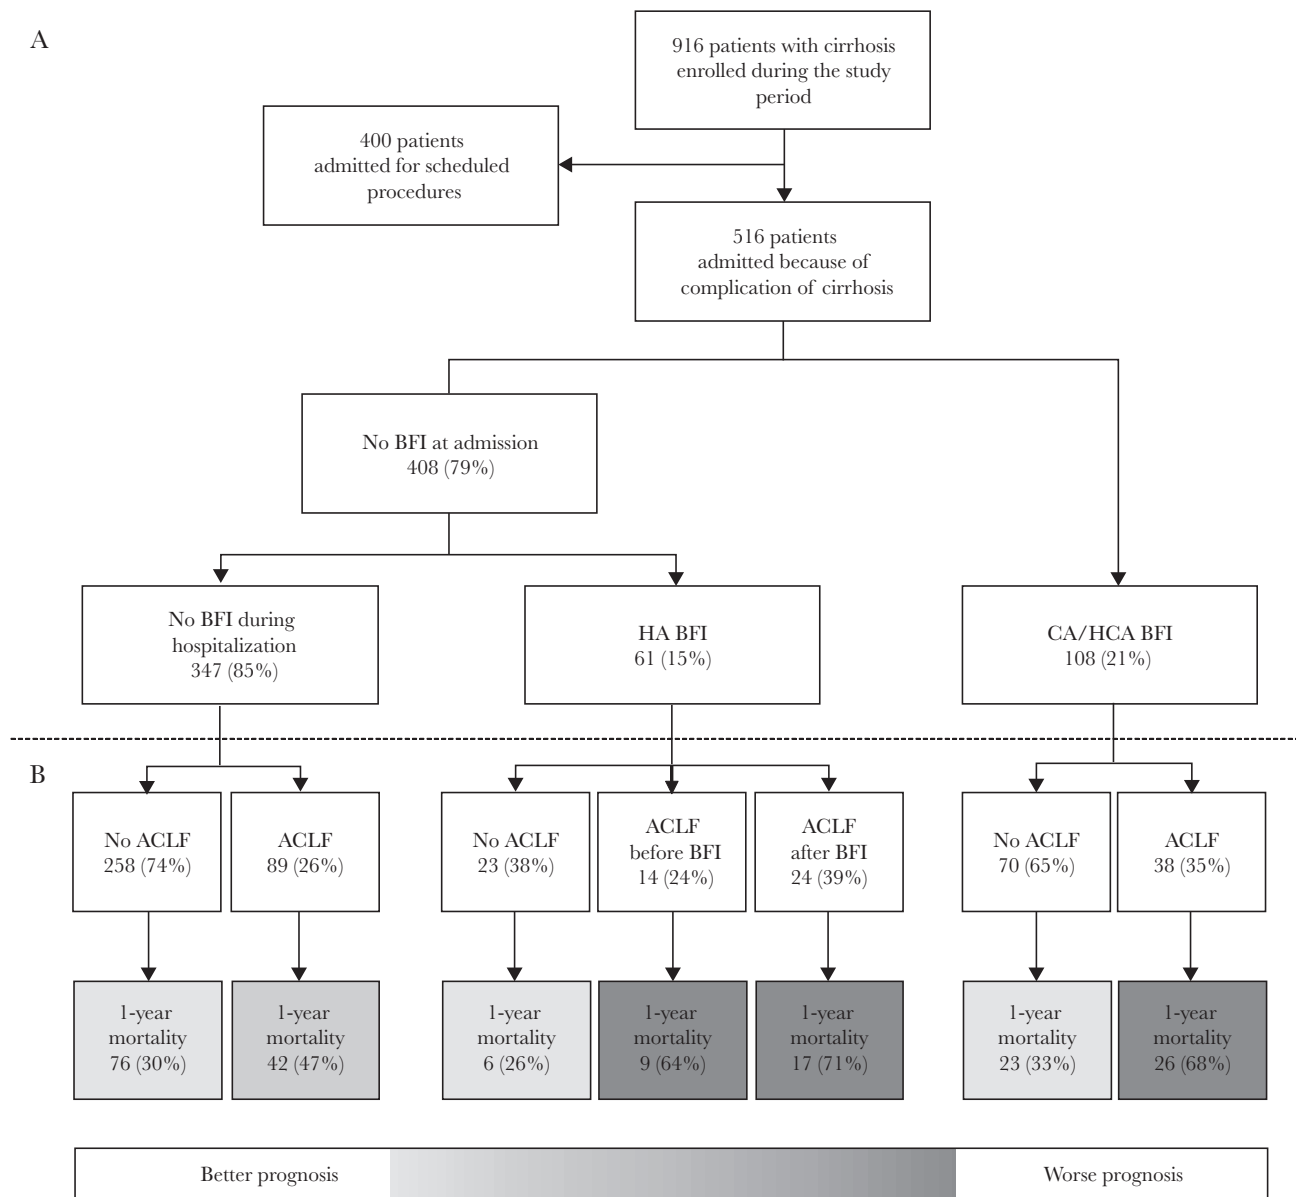 A
916 patients with cirrhosis
enrolled during the study
period
400 patients
admitted for scheduled
procedures
516 patients
admitted because of
complication of cirrhosis
No BFI at admission
408 (79%)
No BFI during
hospitalization
347 (85%)
HA BFI
61 (15%)
CA/HCA BFI
108 (21%)
B
No ACLF
258 (74%)
ACLF
89 (26%)
No ACLF
23 (38%)
ACLF
before BFI
14 (24%)
ACLF
after BFI
24 (39%)
No ACLF
70 (65%)
ACLF
38 (35%)
1-year
mortality
76 (30%)
1-year
mortality
42 (47%)
1-year
mortality
6 (26%)
1-year
mortality
9 (64%)
1-year
mortality
17 (71%)
1-year
mortality
23 (33%)
1-year
mortality
26 (68%)
Better prognosis
Worse prognosis